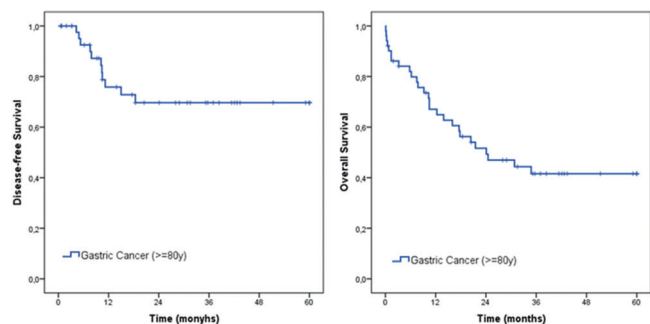 Disease-free Survival
1,0
0,8
0,6
0,4
0,2
0,0
Gastric Cancer (>=80y)
0 12 24 36 48 60
Time (monyhs)
Overall Survival
1,0
0,8
0,6
0,4
0,2
0,0
Gastric Cancer (>=80y)
0 12 24 36 48 60
Time (months)